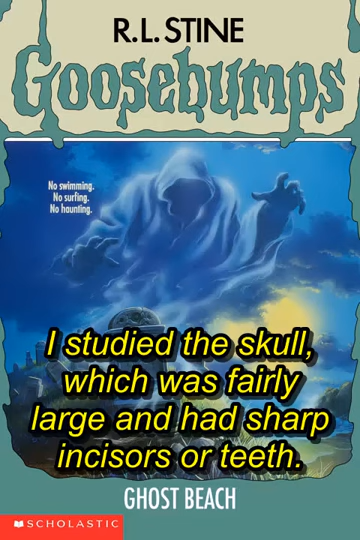 R.L. STINE
Goosebumps
No swimming.
No surfing.
No haunting.
I studied the skull,
which was fairly
large and had sharp
incisors or teeth.
GHOST BEACH
SCHOLASTIC